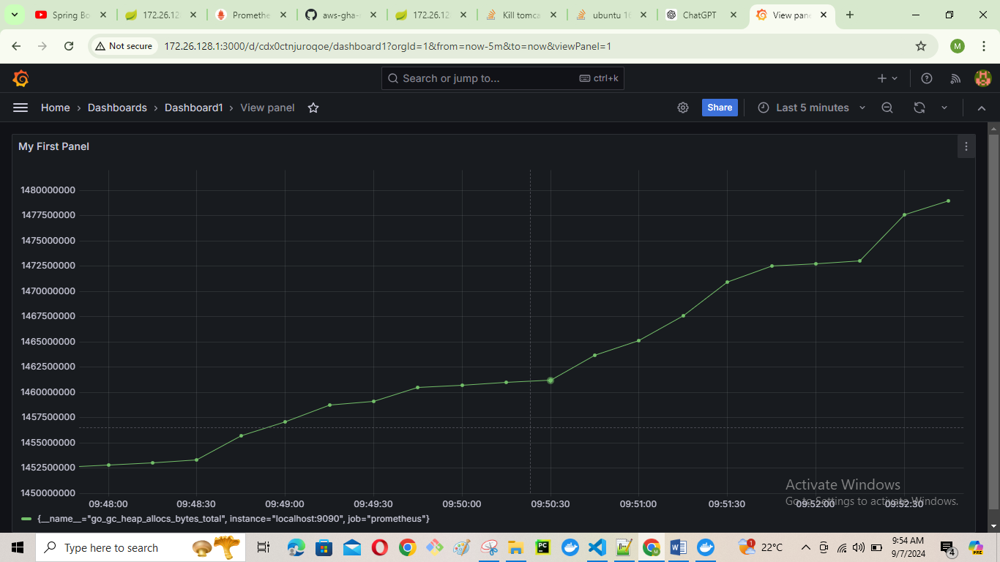 Spring Bo
172.26.12
Promethe
aws-gha-
172.26.12
Kill tomca
ubuntu 16
ChatGPT
View pane
Not secure
172.26.128.1:3000/d/cdx0ctnjuroqoe/dashboard1?orgId=1&from=now-5m&to=now&viewPanel=1
M
Search or jump to...
ctrl+k
Home › Dashboards › Dashboard1 › View panel
Share
Last 5 minutes
My First Panel
1480000000
1477500000
1475000000
1472500000
1470000000
1467500000
1465000000
1462500000
1460000000
1457500000
1455000000
1452500000
1450000000
09:48:00
09:48:30
09:49:00
09:49:30
09:50:00
09:50:30
09:51:00
09:51:30
09:52:00
09:52:30
{__name__="go_gc_heap_allocs_bytes_total", instance="localhost:9090", job="prometheus"}
Activate Windows
Go to Settings to activate Windows.
Type here to search
PC
W
1
22°C
9:54 AM
9/7/2024
4
PRE